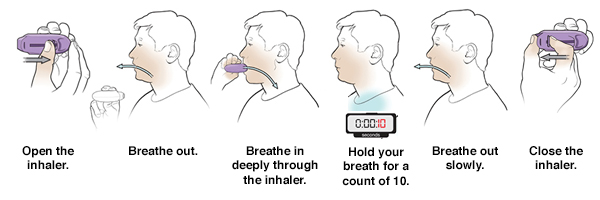 0:00:10
seconds
Open the
inhaler.
Breathe out.
Breathe in
deeply through
the inhaler.
Hold your
breath for a
count of 10.
Breathe out
slowly.
Close the
inhaler.